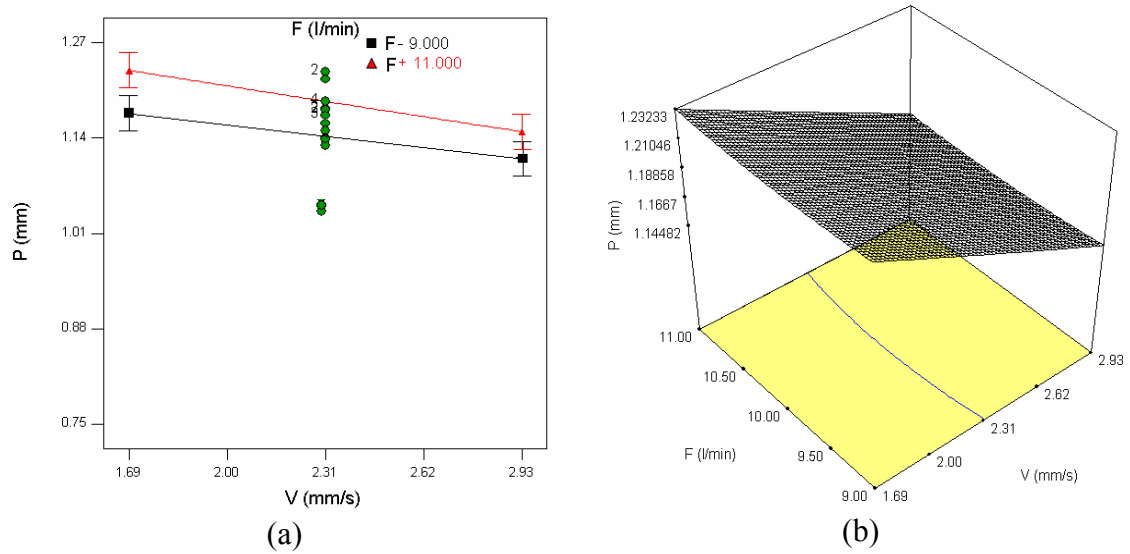 F (l/min)
F - 9.000
F + 11.000
P (mm)
1.27
1.14
1.01
0.88
0.75
2
4
1.69
2.00
2.31
2.62
2.93
V (mm/s)
(a)
P (mm)
1.23233
1.21046
1.18858
1.1667
1.14482
11.00
10.50
10.00
9.50
9.00
F (l/min)
1.69
2.00
2.31
2.62
2.93
V (mm/s)
(b)